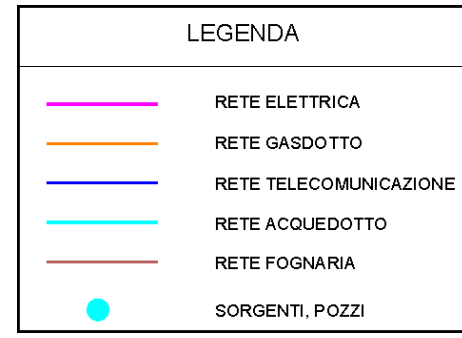 LEGENDA
RETE ELETTRICA
RETE GASDOTTO
RETE TELECOMUNICAZIONE
RETE ACQUEDOTTO
RETE FOGNARIA
SORGENTI, POZZI